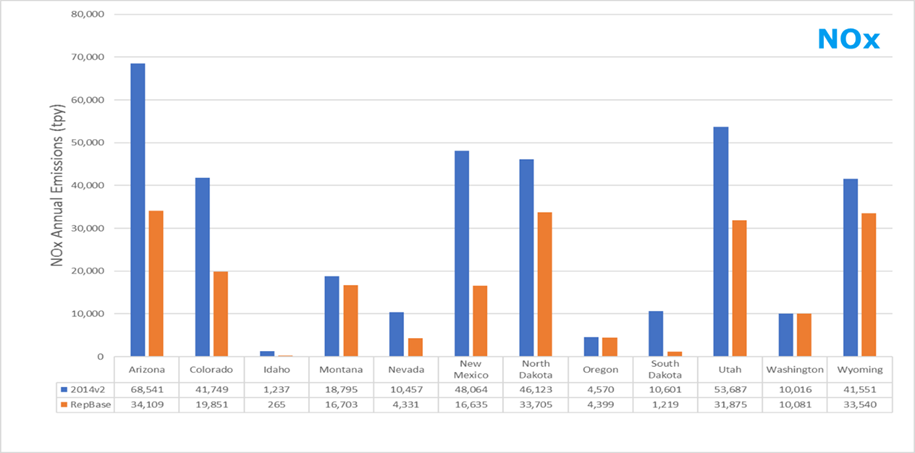 NOx
NOx Annual Emissions (tpy)
80,000
70,000
60,000
50,000
40,000
30,000
20,000
10,000
0
Arizona Colorado Idaho Montana Nevada New Mexico North Dakota Oregon South Dakota Utah Washington Wyoming
2014v2 68,541 41,749 1,237 18,795 10,457 48,064 46,123 4,570 10,601 53,687 10,016 41,551
RepBase 34,109 19,851 265 16,703 4,331 16,635 33,705 4,399 1,219 31,875 10,081 33,540